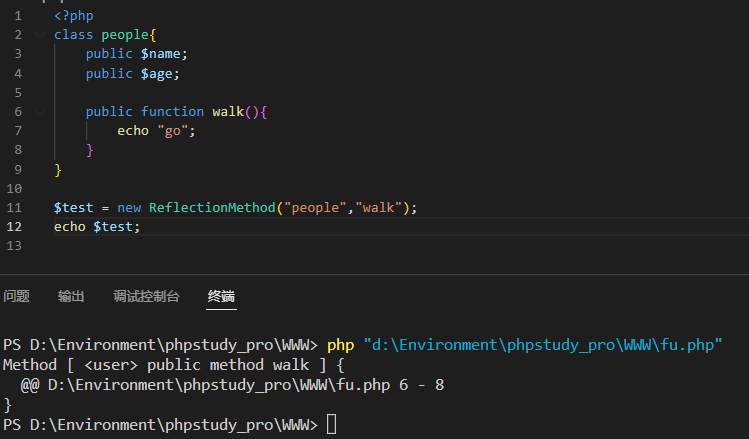 1 <?php
2 class people{
3     public $name;
4     public $age;
5
6     public function walk(){
7         echo "go";
8     }
9 }
10
11 $test = new ReflectionMethod("people","walk");
12 echo $test;
13
问题 输出 调试控制台 终端
PS D:\Environment\phpstudy_pro\WWW> php "d:\Environment\phpstudy_pro\WWW\fu.php"
Method [ <user> public method walk ] {
  @@ D:\Environment\phpstudy_pro\WWW\fu.php 6 - 8
}
PS D:\Environment\phpstudy_pro\WWW>